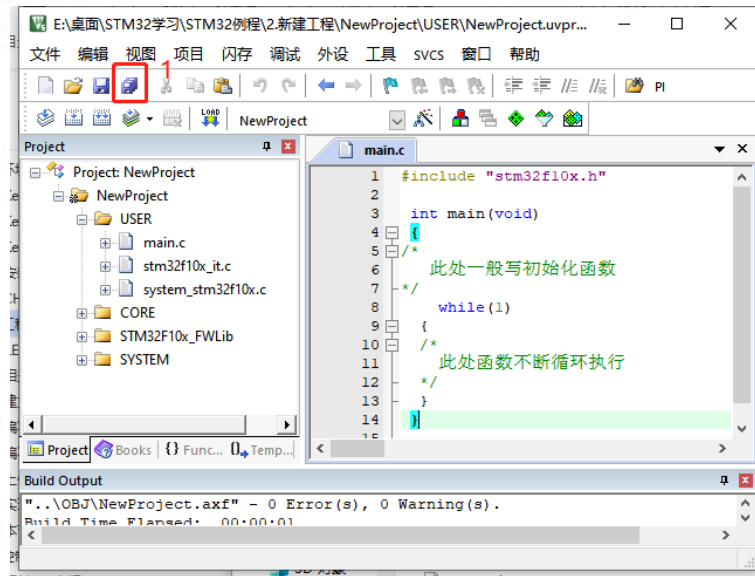 E:\桌面\STM32学习\STM32例程\2.新建工程\NewProject\USER\NewProject.uvpr...
文件 编辑 视图 项目 闪存 调试 外设 工具 SVCS 窗口 帮助
1
PI
LOAD
NewProject
Project
main.c
Project: NewProject
NewProject
USER
main.c
stm32f10x_it.c
system_stm32f10x.c
CORE
STM32F10x_FWLib
SYSTEM
1 #include "stm32f10x.h"
2
3 int main(void)
4 {
5 /*
6 此处一般写初始化函数
7 */
8 while(1)
9 {
10 /*
11 此处函数不断循环执行
12 */
13 }
14 }
15
Project Books {} Func... 0 Temp...
Build Output
"..\OBJ\NewProject.axf" - 0 Error(s), 0 Warning(s).
Build Time Elapsed: 00:00:01